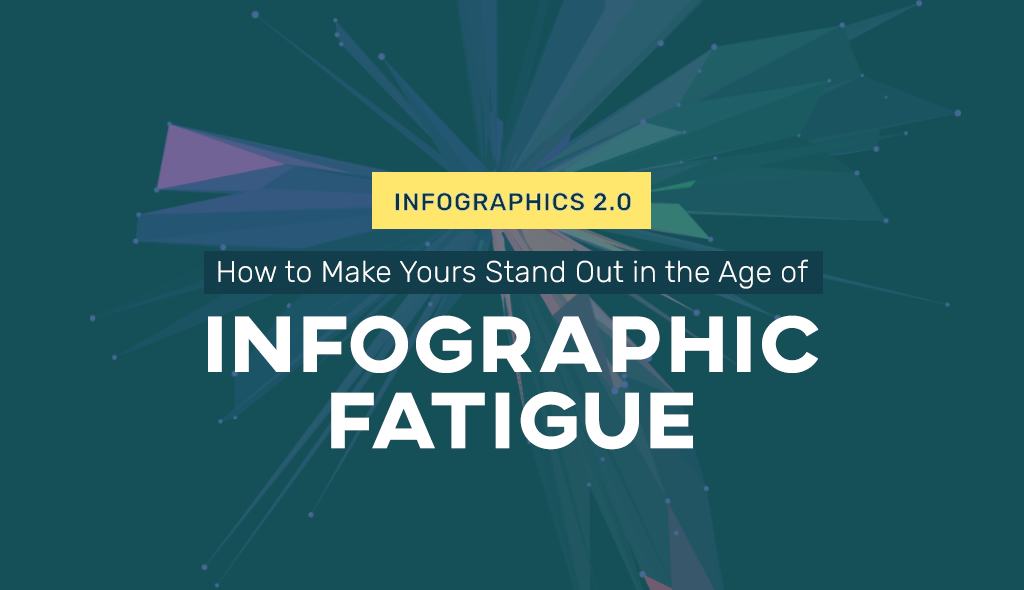 INFOGRAPHICS 2.0
How to Make Yours Stand Out in the Age of
INFOGRAPHIC
FATIGUE